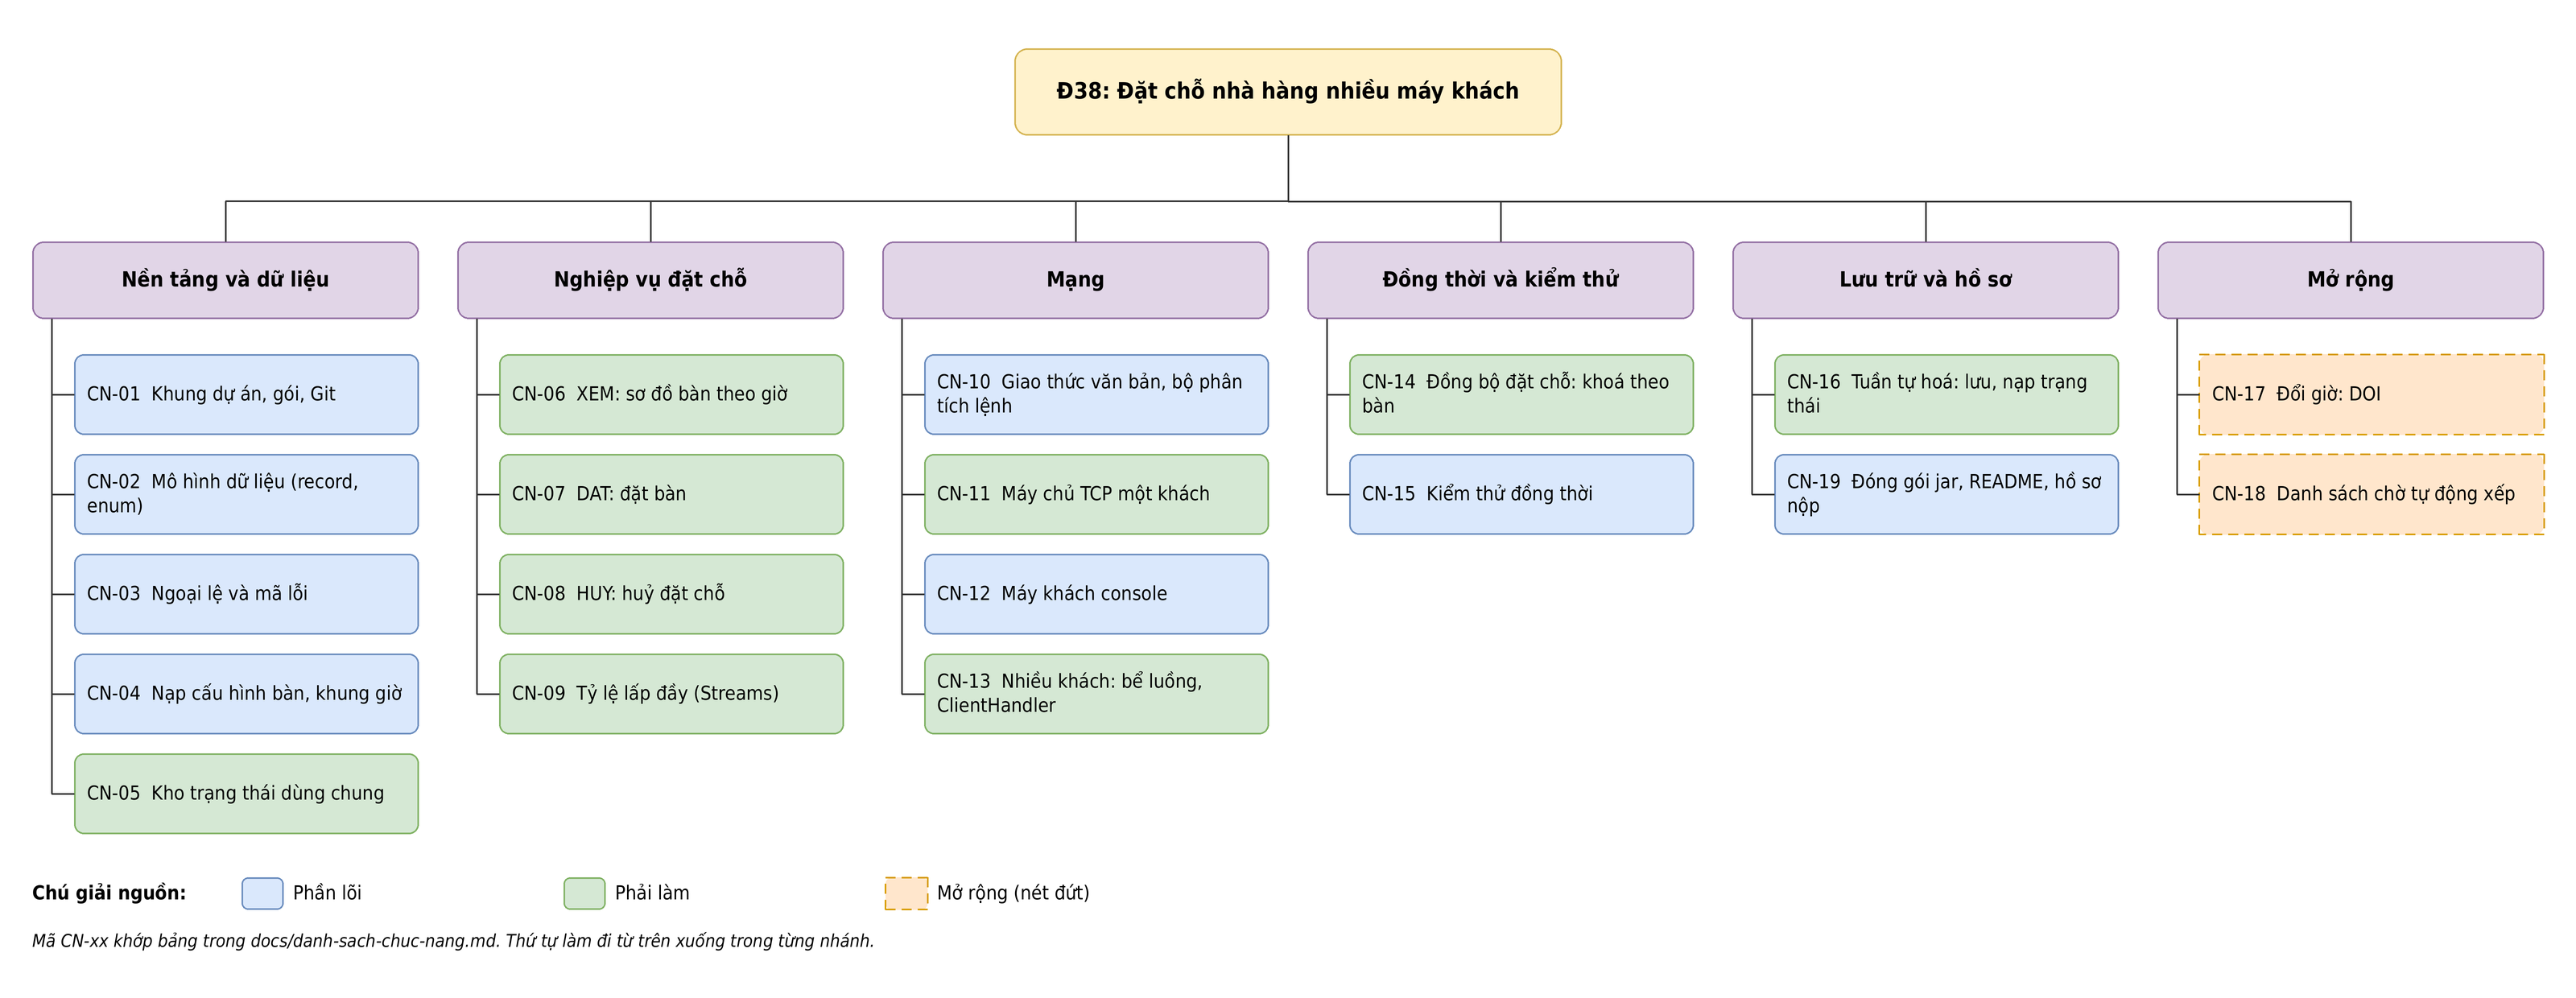 Đ38: Đặt chỗ nhà hàng nhiều máy khách
Nền tảng và dữ liệu
CN-01 Khung dự án, gói, Git
CN-02 Mô hình dữ liệu (record,
enum)
CN-03 Ngoại lệ và mã lỗi
CN-04 Nạp cấu hình bàn, khung giờ
CN-05 Kho trạng thái dùng chung
Nghiệp vụ đặt chỗ
CN-06 XEM: sơ đồ bàn theo giờ
CN-07 DAT: đặt bàn
CN-08 HUY: huỷ đặt chỗ
CN-09 Tỷ lệ lấp đầy (Streams)
Mạng
CN-10 Giao thức văn bản, bộ phân
tích lệnh
CN-11 Máy chủ TCP một khách
CN-12 Máy khách console
CN-13 Nhiều khách: bể luồng,
ClientHandler
Đồng thời và kiểm thử
CN-14 Đồng bộ đặt chỗ: khoá theo
bàn
CN-15 Kiểm thử đồng thời
Lưu trữ và hồ sơ
CN-16 Tuần tự hoá: lưu, nạp trạng
thái
CN-19 Đóng gói jar, README, hồ sơ
nộp
Mở rộng
CN-17 Đổi giờ: DOI
CN-18 Danh sách chờ tự động xếp
Chú giải nguồn:
Phần lõi
Phải làm
Mở rộng (nét đứt)
Mã CN-xx khớp bảng trong docs/danh-sach-chuc-nang.md. Thứ tự làm đi từ trên xuống trong từng nhánh.